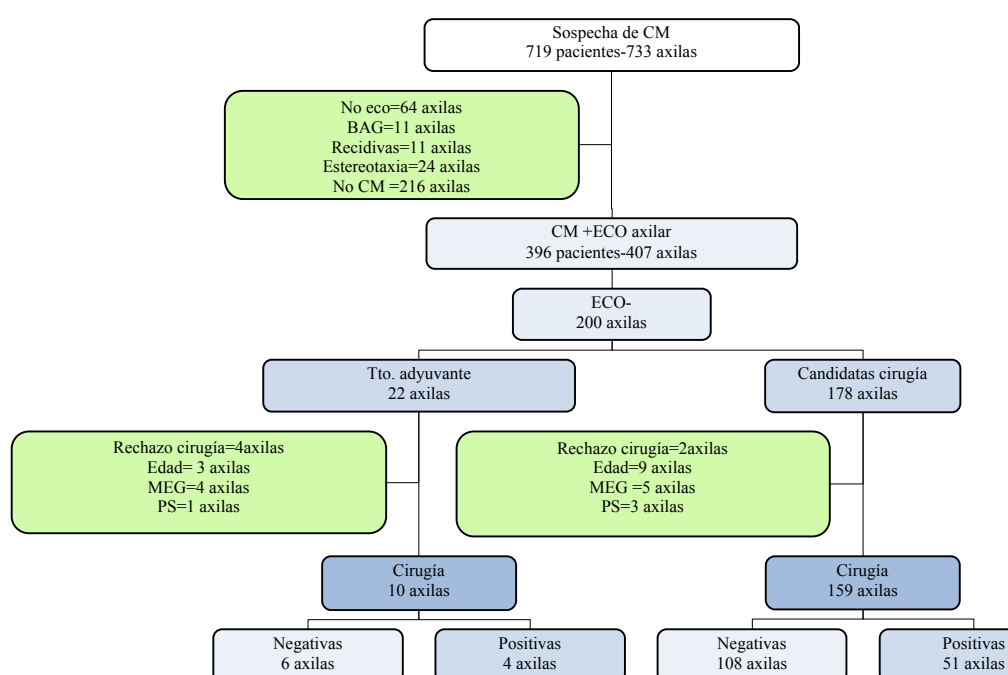 Sospecha de CM
719 pacientes-733 axilas
No eco=64 axilas
BAG=11 axilas
Recidivas=11 axilas
Estereotaxia=24 axilas
No CM =216 axilas
CM +ECO axilar
396 pacientes-407 axilas
ECO-
200 axilas
Tto. adyuvante
22 axilas
Candidatas cirugía
178 axilas
Rechazo cirugía=4axilas
Edad= 3 axilas
MEG=4 axilas
PS=1 axilas
Rechazo cirugía=2axilas
Edad=9 axilas
MEG =5 axilas
PS=3 axilas
Cirugía
10 axilas
Cirugía
159 axilas
Negativas
6 axilas
Positivas
4 axilas
Negativas
108 axilas
Positivas
51 axilas